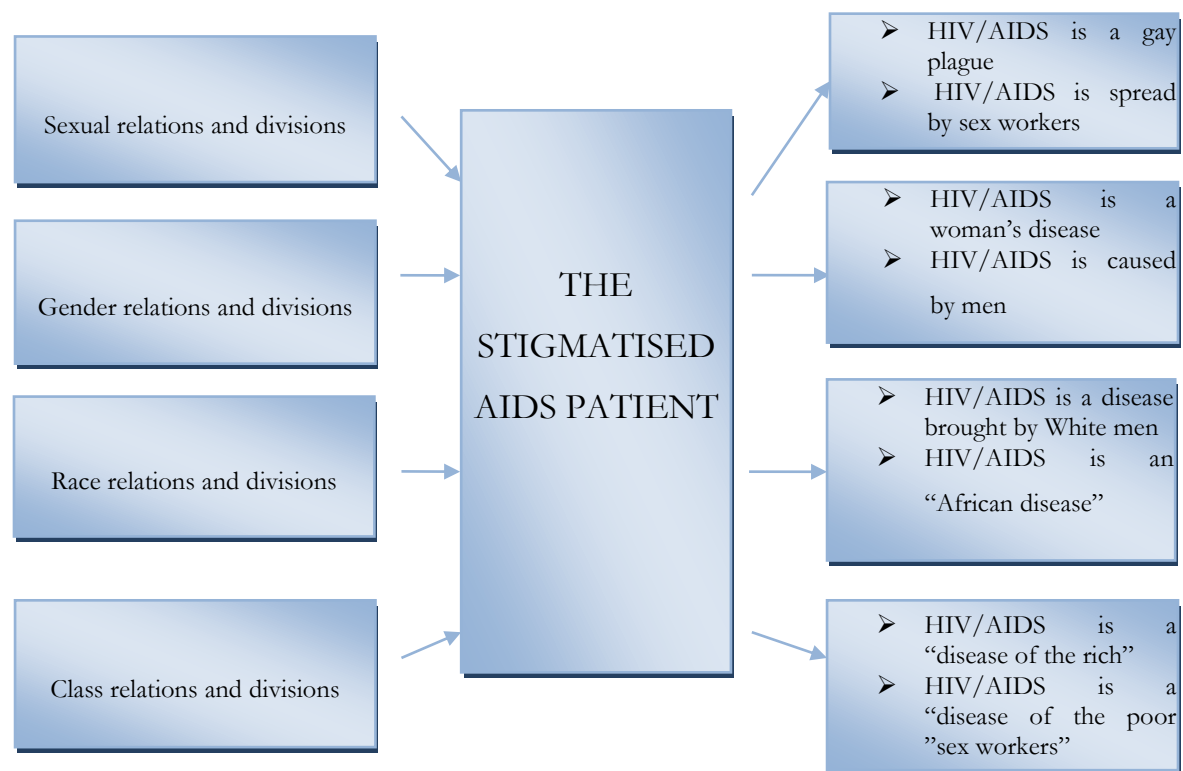 Sexual relations and divisions
Gender relations and divisions
Race relations and divisions
Class relations and divisions
THE
STIGMATISED
AIDS PATIENT
➢ HIV/AIDS is a gay
plague
➢ HIV/AIDS is spread
by sex workers
➢ HIV/AIDS is a
woman’s disease
➢ HIV/AIDS is caused
by men
➢ HIV/AIDS is a disease
brought by White men
➢ HIV/AIDS is an
“African disease”
➢ HIV/AIDS is a
“disease of the rich”
➢ HIV/AIDS is a
“disease of the poor
”sex workers”